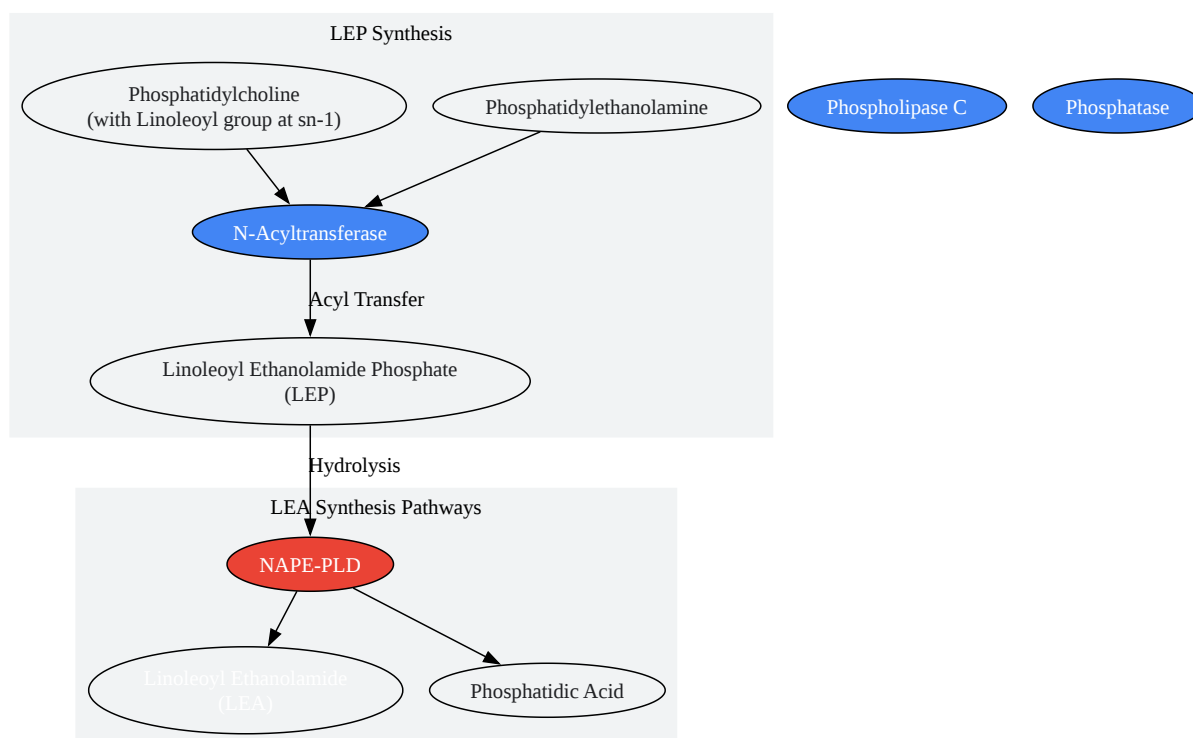 LEP Synthesis
Phosphatidylcholine
(with Linoleoyl group at sn-1)
Phosphatidylethanolamine
Phospholipase C
Phosphatase
N-Acyltransferase
Acyl Transfer
Linoleoyl Ethanolamide Phosphate
(LEP)
Hydrolysis
LEA Synthesis Pathways
NAPE-PLD
Linoleoyl Ethanolamide
(LEA)
Phosphatidic Acid